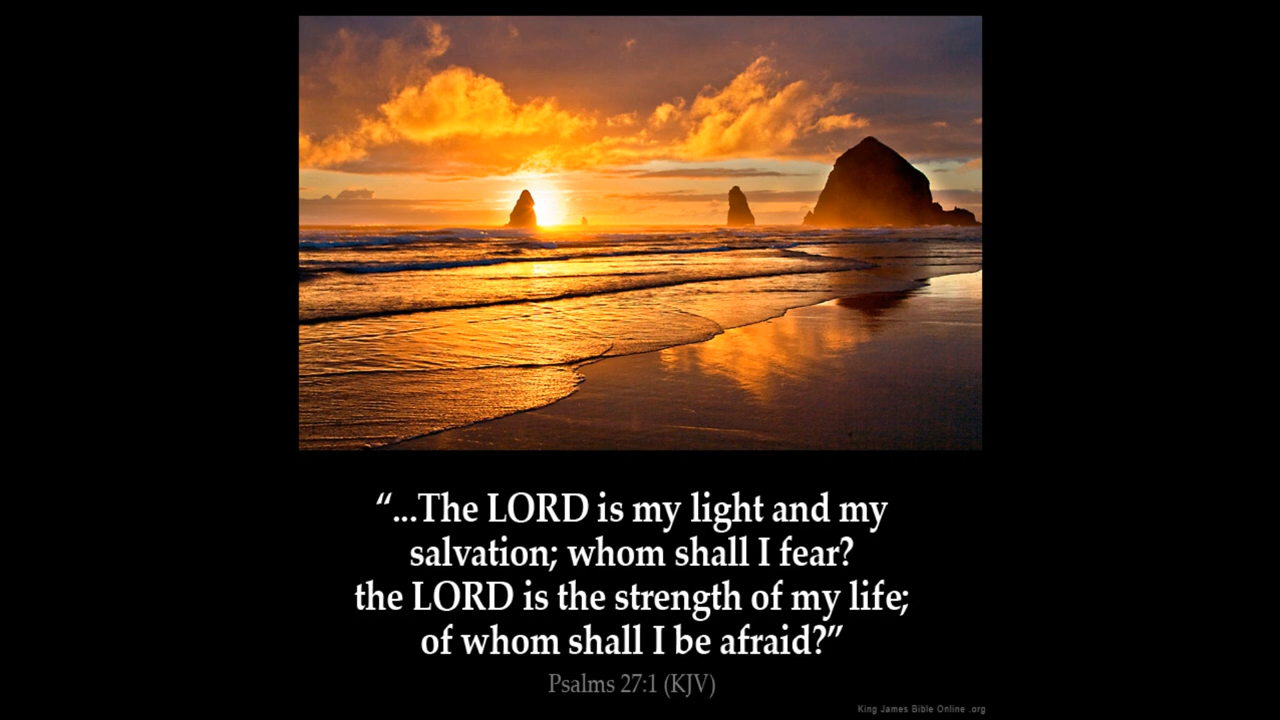 “...The LORD is my light and my
salvation; whom shall I fear?
the LORD is the strength of my life;
of whom shall I be afraid?”
Psalms 27:1 (KJV)
King James Bible Online .org